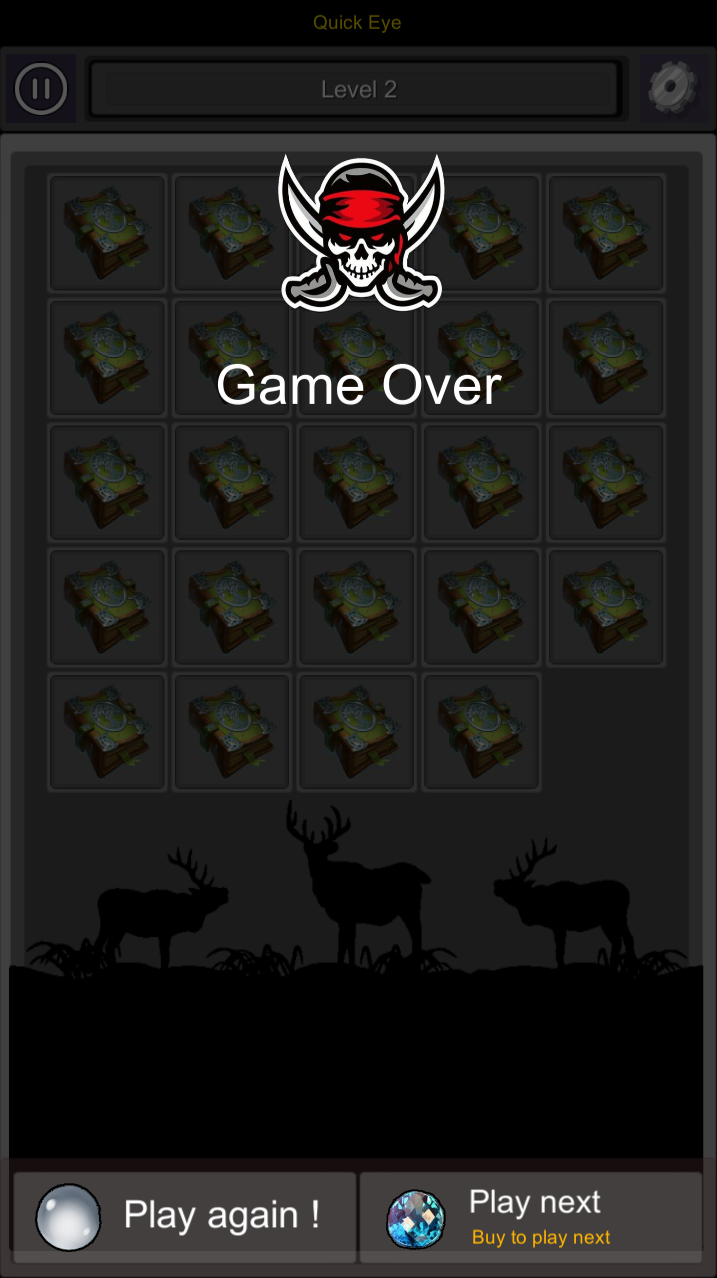 Quick Eye
Level 2
Game Over
Play again !
Play next
Buy to play next